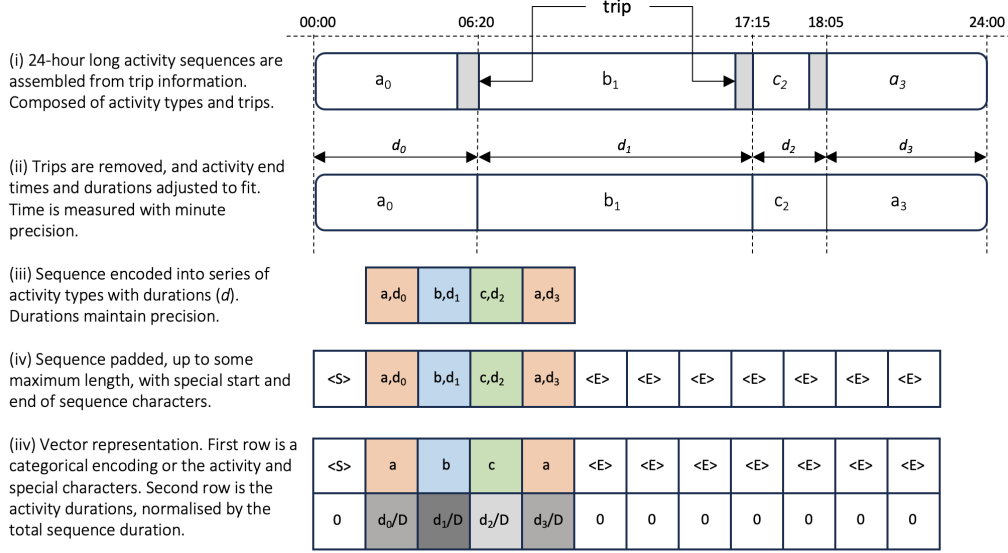 trip
00:00 06:20 17:15 18:05 24:00
(i) 24-hour long activity sequences are
assembled from trip information.
Composed of activity types and trips.
a₀ b₁ c₂ a₃
d₀ d₁ d₂ d₃
(ii) Trips are removed, and activity end
times and durations adjusted to fit.
Time is measured with minute
precision.
a₀ b₁ c₂ a₃
(iii) Sequence encoded into series of
activity types with durations (d).
Durations maintain precision.
a,d₀ b,d₁ c,d₂ a,d₃
(iv) Sequence padded, up to some
maximum length, with special start and
end of sequence characters.
<S> a,d₀ b,d₁ c,d₂ a,d₃ <E> <E> <E> <E> <E> <E> <E>
(iiv) Vector representation. First row is a
categorical encoding or the activity and
special characters. Second row is the
activity durations, normalised by the
total sequence duration.
<S> a b c a <E> <E> <E> <E> <E> <E> <E>
0 d₀/D d₁/D d₂/D d₃/D 0 0 0 0 0 0 0